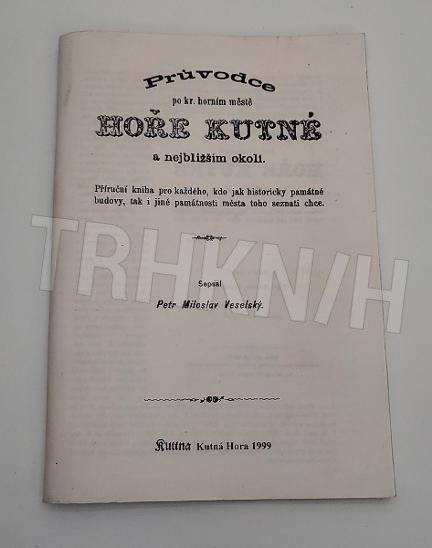 Průvodce
po kr. horním městě
HOŘE KUTNÉ
a nejbližším okolí.
Příruční kniha pro každého, kdo jak historicky památné
budovy, tak i jiné památnosti města toho seznati chce.
TRHKNIH
Sepsal
Petr Miloslav Veselský.
Kuttna Kutná Hora 1999